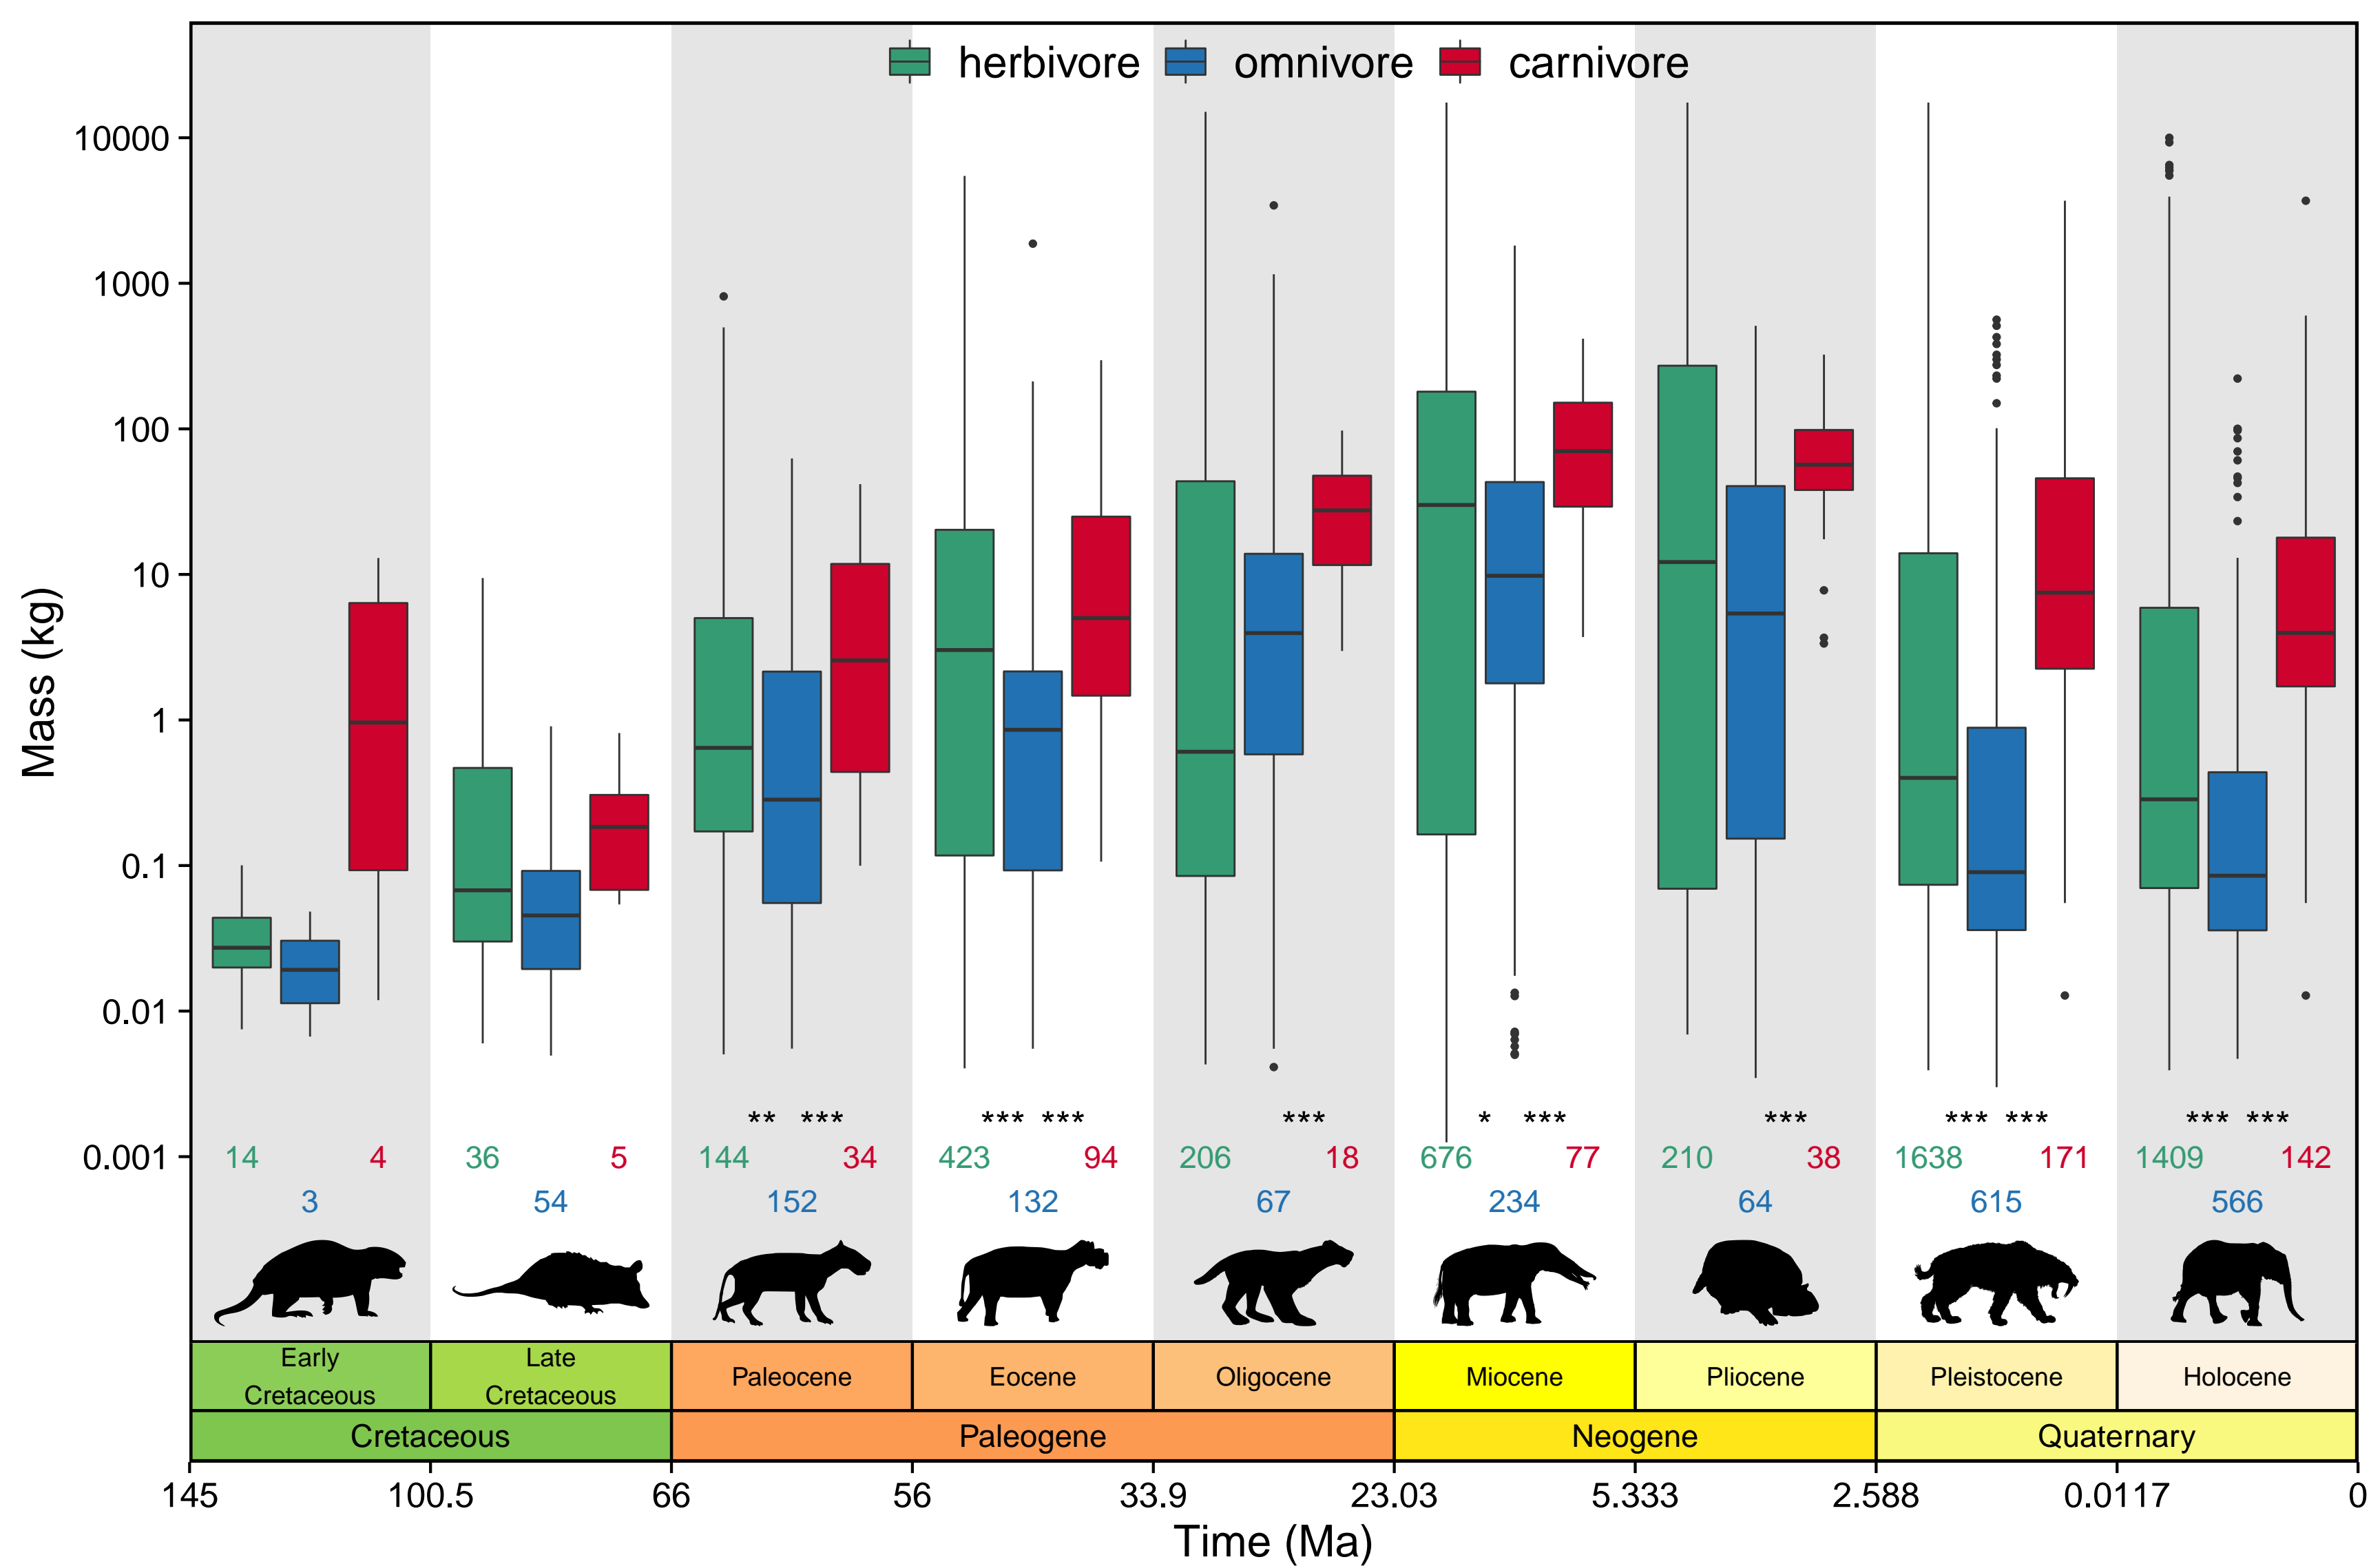 herbivore omnivore carnivore
10000
1000
100
10
1
0.1
0.01
0.001
Mass (kg)
** *** *** *** *** * *** *** *** *** *** ***
14 4 36 5 144 34 423 94 206 18 676 77 210 38 1638 171 1409 142
3 54 152 132 67 234 64 615 566
Early Late
Paleocene Eocene Oligocene Miocene Pliocene Pleistocene Holocene
Cretaceous Cretaceous
Cretaceous Paleogene Neogene Quaternary
145 100.5 66 56 33.9 23.03 5.333 2.588 0.0117 0
Time (Ma)